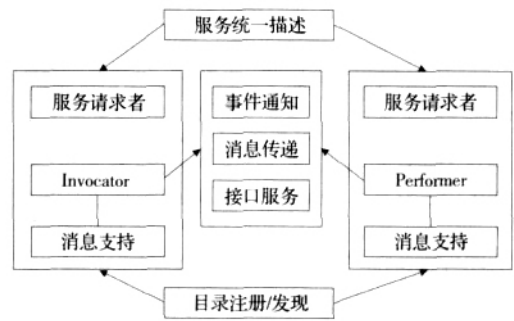 服务统一描述
服务请求者
事件通知
服务请求者
消息传递
Invocator
Performer
接口服务
消息支持
消息支持
目录注册/发现